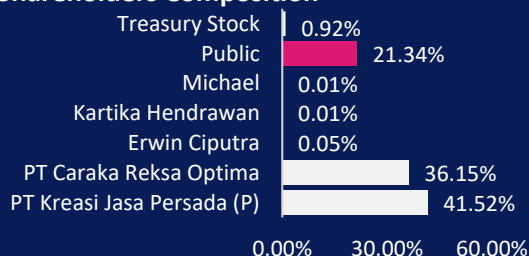 Treasury Stock 0.92%
Public 21.34%
Michael 0.01%
Kartika Hendrawan 0.01%
Erwin Ciputra 0.05%
PT Caraka Reksa Optima 36.15%
PT Kreasi Jasa Persada (P) 41.52%
0.00% 30.00% 60.00%